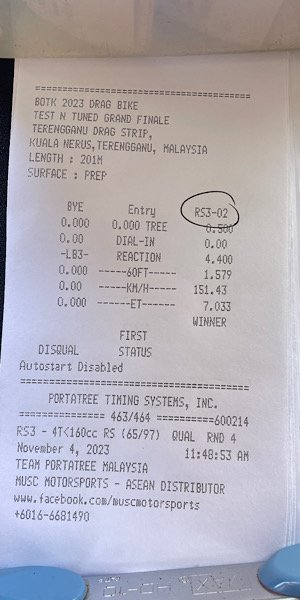 ========================================
BOTK 2023 DRAG BIKE
TEST N TUNED GRAND FINALE
TERENGGANU DRAG STRIP,
KUALA NERUS,TERENGGANU, MALAYSIA
LENGTH : 201M
SURFACE : PREP
BYE Entry RS3-02
0.000 0.000 TREE 0.500
0.00 DIAL-IN 0.00
-LB3- REACTION 4.400
0.000 ------60FT------ 1.579
0.00 -----KM/H------ 151.43
0.000 ------ET------ 7.033
WINNER
FIRST
DISQUAL STATUS
Autostart Disabled
========================================
PORTATREE TIMING SYSTEMS, INC.
=============== 463/464 ==========600214
RS3 - 4T<160cc RS (65/97) QUAL RND 4
November 4, 2023 11:48:53 AM
TEAM PORTATREE MALAYSIA
MUSC MOTORSPORTS - ASEAN DISTRIBUTOR
www.facebook.com/muscmotorsports
+6016-6681490